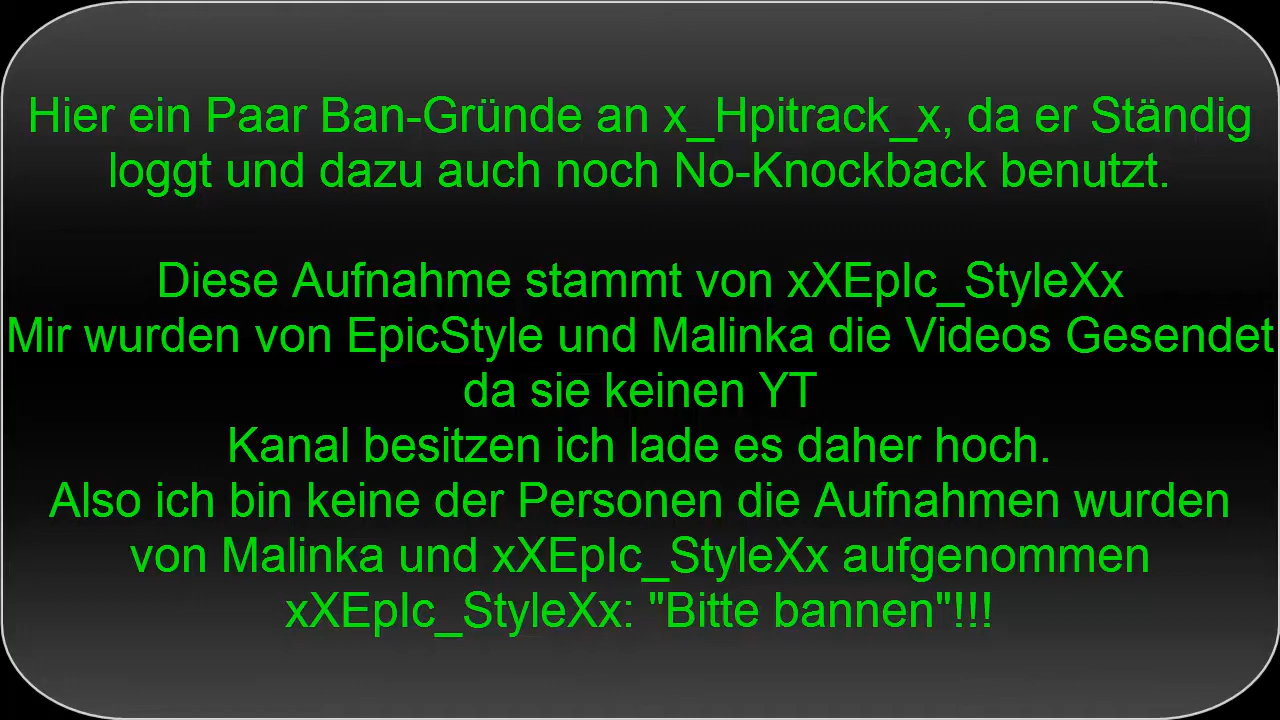 Hier ein Paar Ban-Gründe an x_Hpitrack_x, da er Ständig
loggt und dazu auch noch No-Knockback benutzt.
Diese Aufnahme stammt von xXEpIc_StyleXx
Mir wurden von EpicStyle und Malinka die Videos Gesendet
da sie keinen YT
Kanal besitzen ich lade es daher hoch.
Also ich bin keine der Personen die Aufnahmen wurden
von Malinka und xXEpIc_StyleXx aufgenommen
xXEpIc_StyleXx: "Bitte bannen"!!!